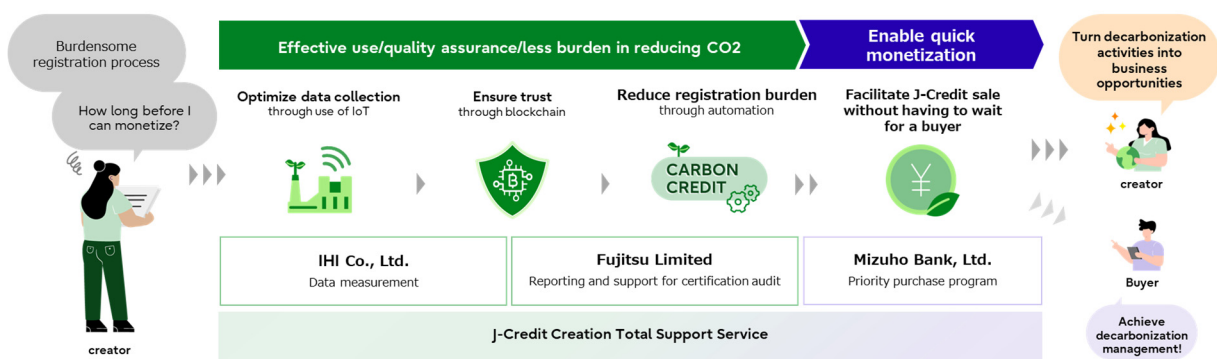 Burdensome
registration process
How long before I
can monetize?
creator
Effective use/quality assurance/less burden in reducing CO2
Enable quick
monetization
Optimize data collection
through use of IoT
Ensure trust
through blockchain
Reduce registration burden
through automation
Facilitate J-Credit sale
without having to wait
for a buyer
CARBON
CREDIT
IHI Co., Ltd.
Data measurement
Fujitsu Limited
Reporting and support for certification audit
Mizuho Bank, Ltd.
Priority purchase program
J-Credit Creation Total Support Service
Turn decarbonization
activities into
business
opportunities
creator
Buyer
Achieve
decarbonization
management!